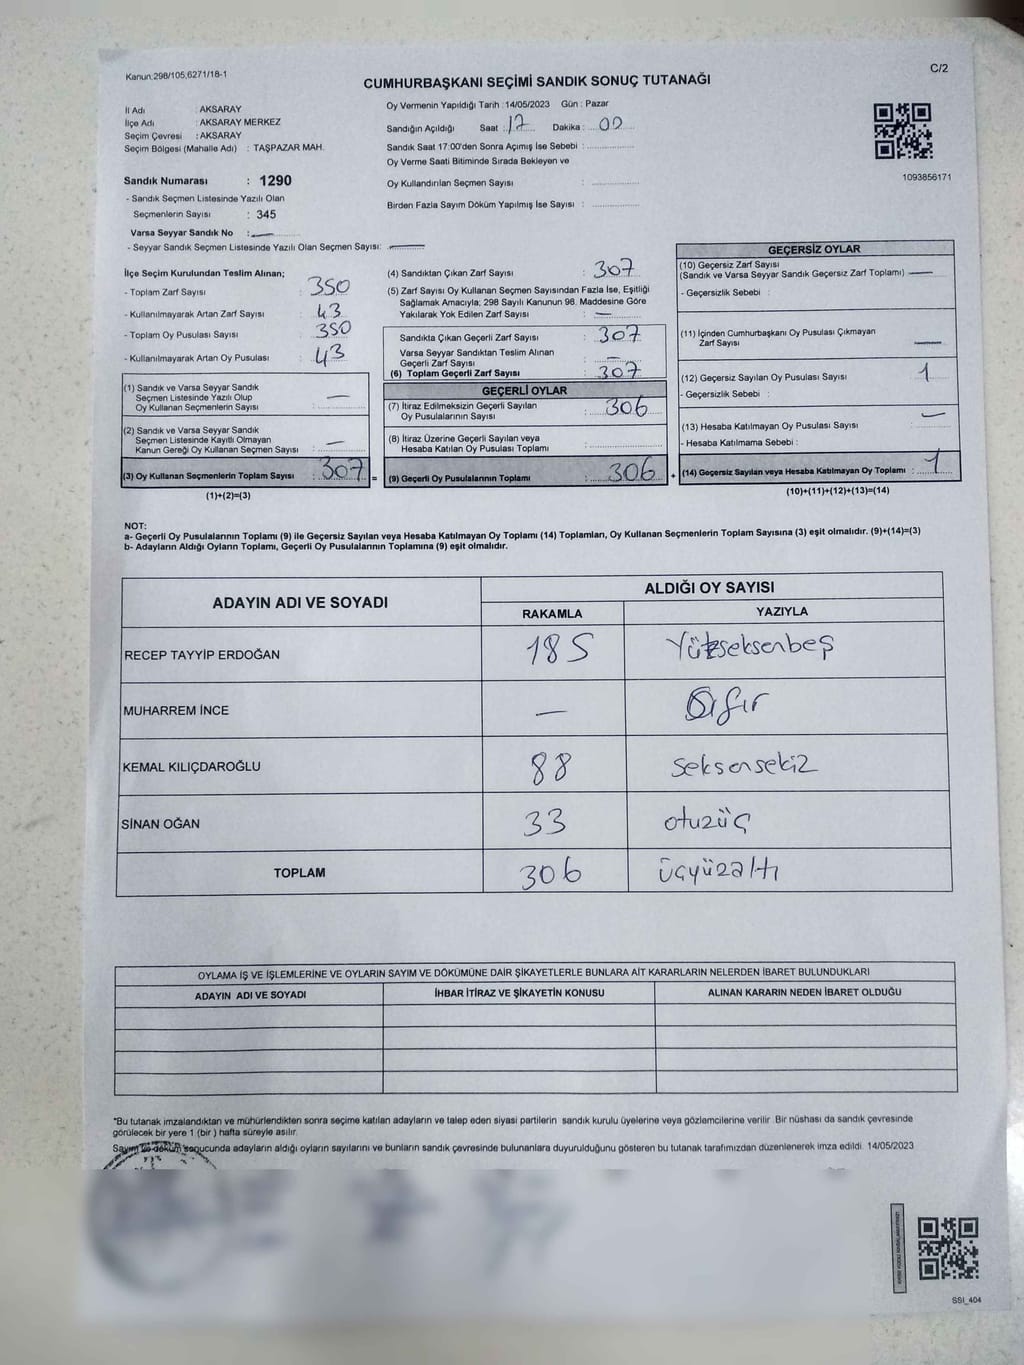 Kanun:298/105,6271/18-1
C/2
CUMHURBAŞKANI SEÇİMİ SANDIK SONUÇ TUTANAĞI
İl Adı : AKSARAY
İlçe Adı : AKSARAY MERKEZ
Seçim Çevresi : AKSARAY
Seçim Bölgesi (Mahalle Adı) : TAŞPAZAR MAH.
Oy Vermenin Yapıldığı Tarih :14/05/2023 Gün : Pazar
Sandığın Açıldığı Saat : 17 Dakika : 00
Sandık Saat 17:00'den Sonra Açımış İse Sebebi :
Oy Verme Saati Bitiminde Sırada Bekleyen ve
Oy Kullandırılan Seçmen Sayısı :
Birden Fazla Sayım Döküm Yapılmış İse Sayısı :
1093856171
Sandık Numarası : 1290
- Sandık Seçmen Listesinde Yazılı Olan
Seçmenlerin Sayısı : 345
Varsa Seyyar Sandık No : —
- Seyyar Sandık Seçmen Listesinde Yazılı Olan Seçmen Sayısı: —
İlçe Seçim Kurulundan Teslim Alınan;
- Toplam Zarf Sayısı : 350
- Kullanılmayarak Artan Zarf Sayısı : 43
- Toplam Oy Pusulası Sayısı : 350
- Kullanılmayarak Artan Oy Pusulası : 43
(1) Sandık ve Varsa Seyyar Sandık
Seçmen Listesinde Yazılı Olup
Oy Kullanan Seçmenlerin Sayısı : —
(2) Sandık ve Varsa Seyyar Sandık
Seçmen Listesinde Kayıtlı Olmayan
Kanun Gereği Oy Kullanan Seçmen Sayısı : —
(3) Oy Kullanan Seçmenlerin Toplam Sayısı : 307
(1)+(2)=(3)
(4) Sandıktan Çıkan Zarf Sayısı : 307
(5) Zarf Sayısı Oy Kullanan Seçmen Sayısından Fazla İse, Eşitliği
Sağlamak Amacıyla; 298 Sayılı Kanunun 98. Maddesine Göre
Yakılarak Yok Edilen Zarf Sayısı : —
Sandıkta Çıkan Geçerli Zarf Sayısı : 307
Varsa Seyyar Sandıktan Teslim Alınan
Geçerli Zarf Sayısı : —
(6) Toplam Geçerli Zarf Sayısı : 307
GEÇERLİ OYLAR
(7) İtiraz Edilmeksizin Geçerli Sayılan
Oy Pusulalarının Sayısı : 306
(8) İtiraz Üzerine Geçerli Sayılan veya
Hesaba Katılan Oy Pusulası Toplamı :
= (9) Geçerli Oy Pusulalarının Toplamı : 306
GEÇERSİZ OYLAR
(10) Geçersiz Zarf Sayısı
(Sandık ve Varsa Seyyar Sandık Geçersiz Zarf Toplamı) —
- Geçersizlik Sebebi :
(11) İçinden Cumhurbaşkanı Oy Pusulası Çıkmayan
Zarf Sayısı —
(12) Geçersiz Sayılan Oy Pusulası Sayısı : 1
- Geçersizlik Sebebi :
(13) Hesaba Katılmayan Oy Pusulası Sayısı : —
- Hesaba Katılmama Sebebi :
+ (14) Geçersiz Sayılan veya Hesaba Katılmayan Oy Toplamı : 1
(10)+(11)+(12)+(13)=(14)
NOT:
a- Geçerli Oy Pusulalarının Toplamı (9) ile Geçersiz Sayılan veya Hesaba Katılmayan Oy Toplamı (14) Toplamları, Oy Kullanan Seçmenlerin Toplam Sayısına (3) eşit olmalıdır. (9)+(14)=(3)
b- Adayların Aldığı Oyların Toplamı, Geçerli Oy Pusulalarının Toplamına (9) eşit olmalıdır.
ADAYIN ADI VE SOYADI
ALDIĞI OY SAYISI
RAKAMLA YAZIYLA
RECEP TAYYİP ERDOĞAN 185 Yüzseksenbeş
MUHARREM İNCE — Sıfır
KEMAL KILIÇDAROĞLU 88 seksensekiz
SİNAN OĞAN 33 otuzüç
TOPLAM 306 üçyüzaltı
OYLAMA İŞ VE İŞLEMLERİNE VE OYLARIN SAYIM VE DÖKÜMÜNE DAİR ŞİKAYETLERLE BUNLARA AİT KARARLARIN NELERDEN İBARET BULUNDUKLARI
ADAYIN ADI VE SOYADI İHBAR İTİRAZ VE ŞİKAYETİN KONUSU ALINAN KARARIN NEDEN İBARET OLDUĞU
*Bu tutanak imzalandıktan ve mühürlendikten sonra seçime katılan adayların ve talep eden siyasi partilerin sandık kurulu üyelerine veya gözlemcilerine verilir. Bir nüshası da sandık çevresinde
görülecek bir yere 1 (bir ) hafta süreyle asılır.
Sayım ve döküm sonucunda adayların aldığı oyların sayılarını ve bunların sandık çevresinde bulunanlara duyurulduğunu gösteren bu tutanak tarafımızdan düzenlenerek imza edildi. 14/05/2023
SSI_404